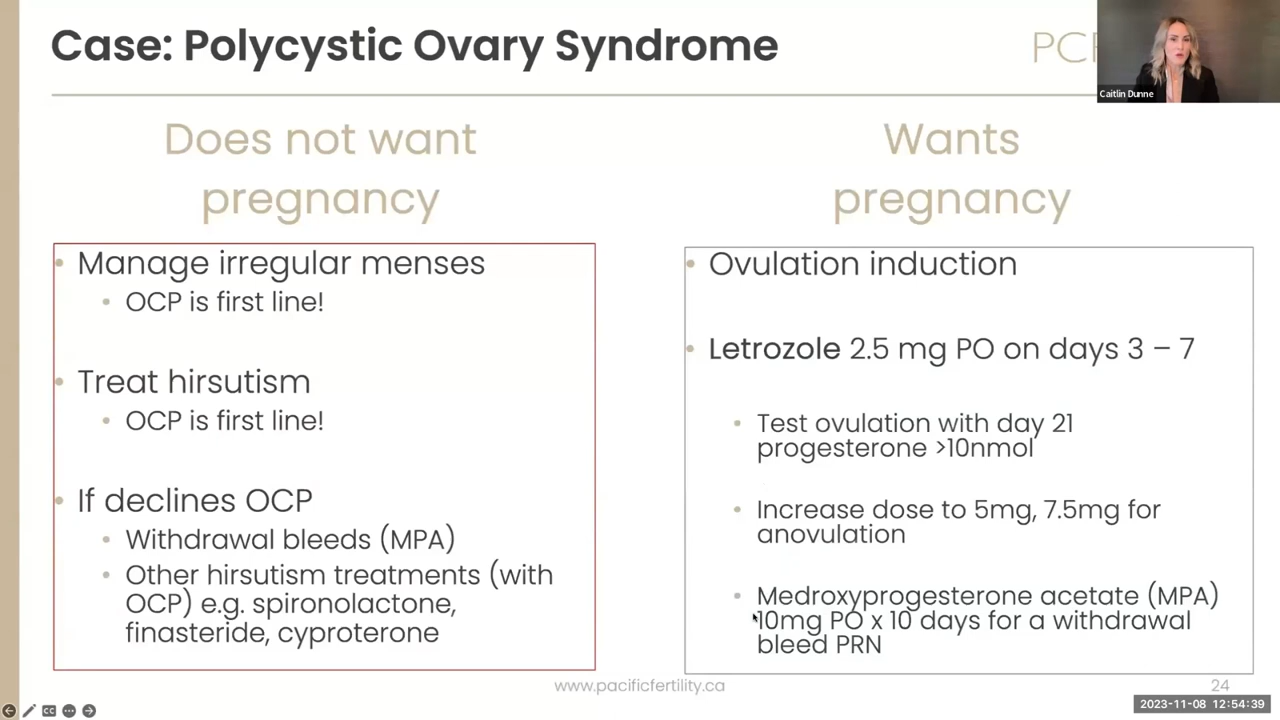 Case: Polycystic Ovary Syndrome
PCF
Caitlin Dunne
Does not want
pregnancy
Manage irregular menses
OCP is first line!
Treat hirsutism
OCP is first line!
If declines OCP
Withdrawal bleeds (MPA)
Other hirsutism treatments (with
OCP) e.g. spironolactone,
finasteride, cyproterone
Wants
pregnancy
Ovulation induction
Letrozole 2.5 mg PO on days 3 – 7
Test ovulation with day 21
progesterone >10nmol
Increase dose to 5mg, 7.5mg for
anovulation
Medroxyprogesterone acetate (MPA)
10mg PO x 10 days for a withdrawal
bleed PRN
www.pacificfertility.ca
24
CC
2023-11-08 12:54:39